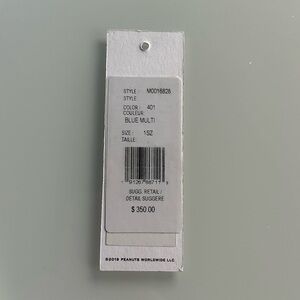 STYLE : M0016828
STYLE
COLOR : 401
COULEUR:
BLUE MULTI
SIZE : 1SZ
TAILLE
SUGG. RETAIL /
DETAIL SUGGERE
$ 350.00
©2019 PEANUTS WORLDWIDE LLC